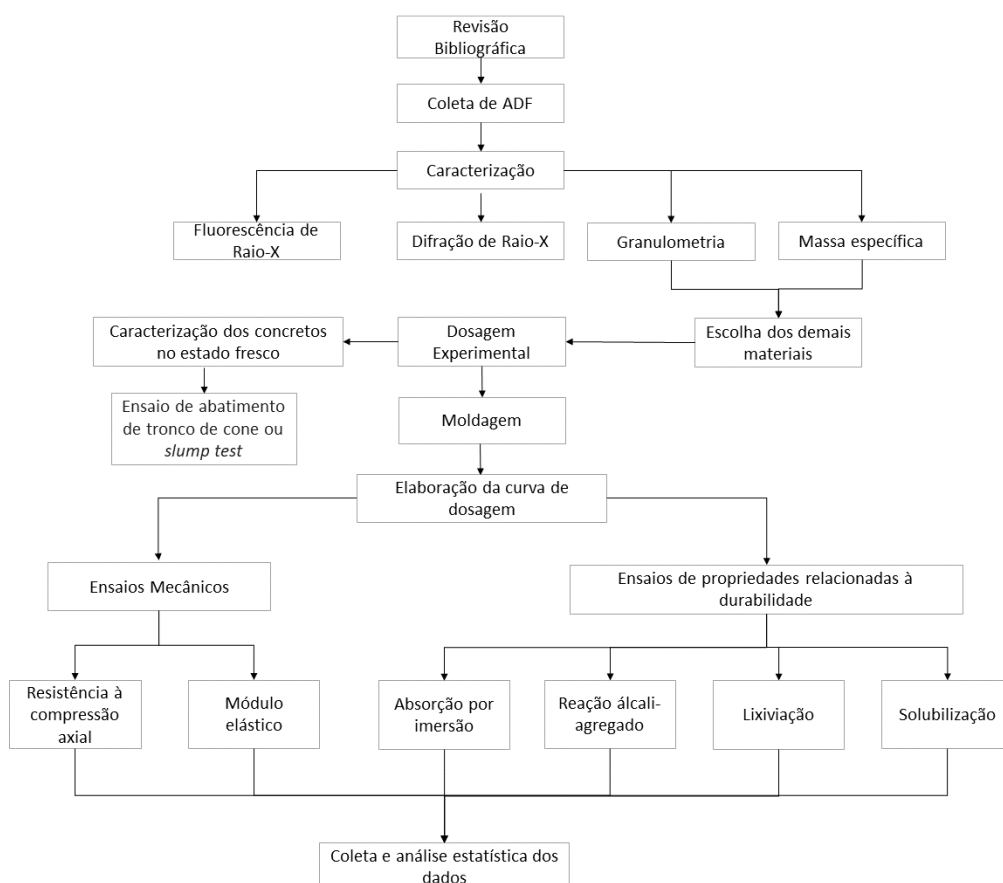 Revisão
Bibliográfica
Coleta de ADF
Caracterização
Fluorescência de
Raio-X
Difração de Raio-X
Granulometria
Massa específica
Caracterização dos concretos
no estado fresco
Dosagem
Experimental
Escolha dos demais
materiais
Ensaio de abatimento
de tronco de cone ou
slump test
Moldagem
Elaboração da curva de
dosagem
Ensaios Mecânicos
Ensaios de propriedades relacionadas à
durabilidade
Resistência à
compressão
axial
Módulo
elástico
Absorção por
imersão
Reação álcali-
agregado
Lixiviação
Solubilização
Coleta e análise estatística dos
dados